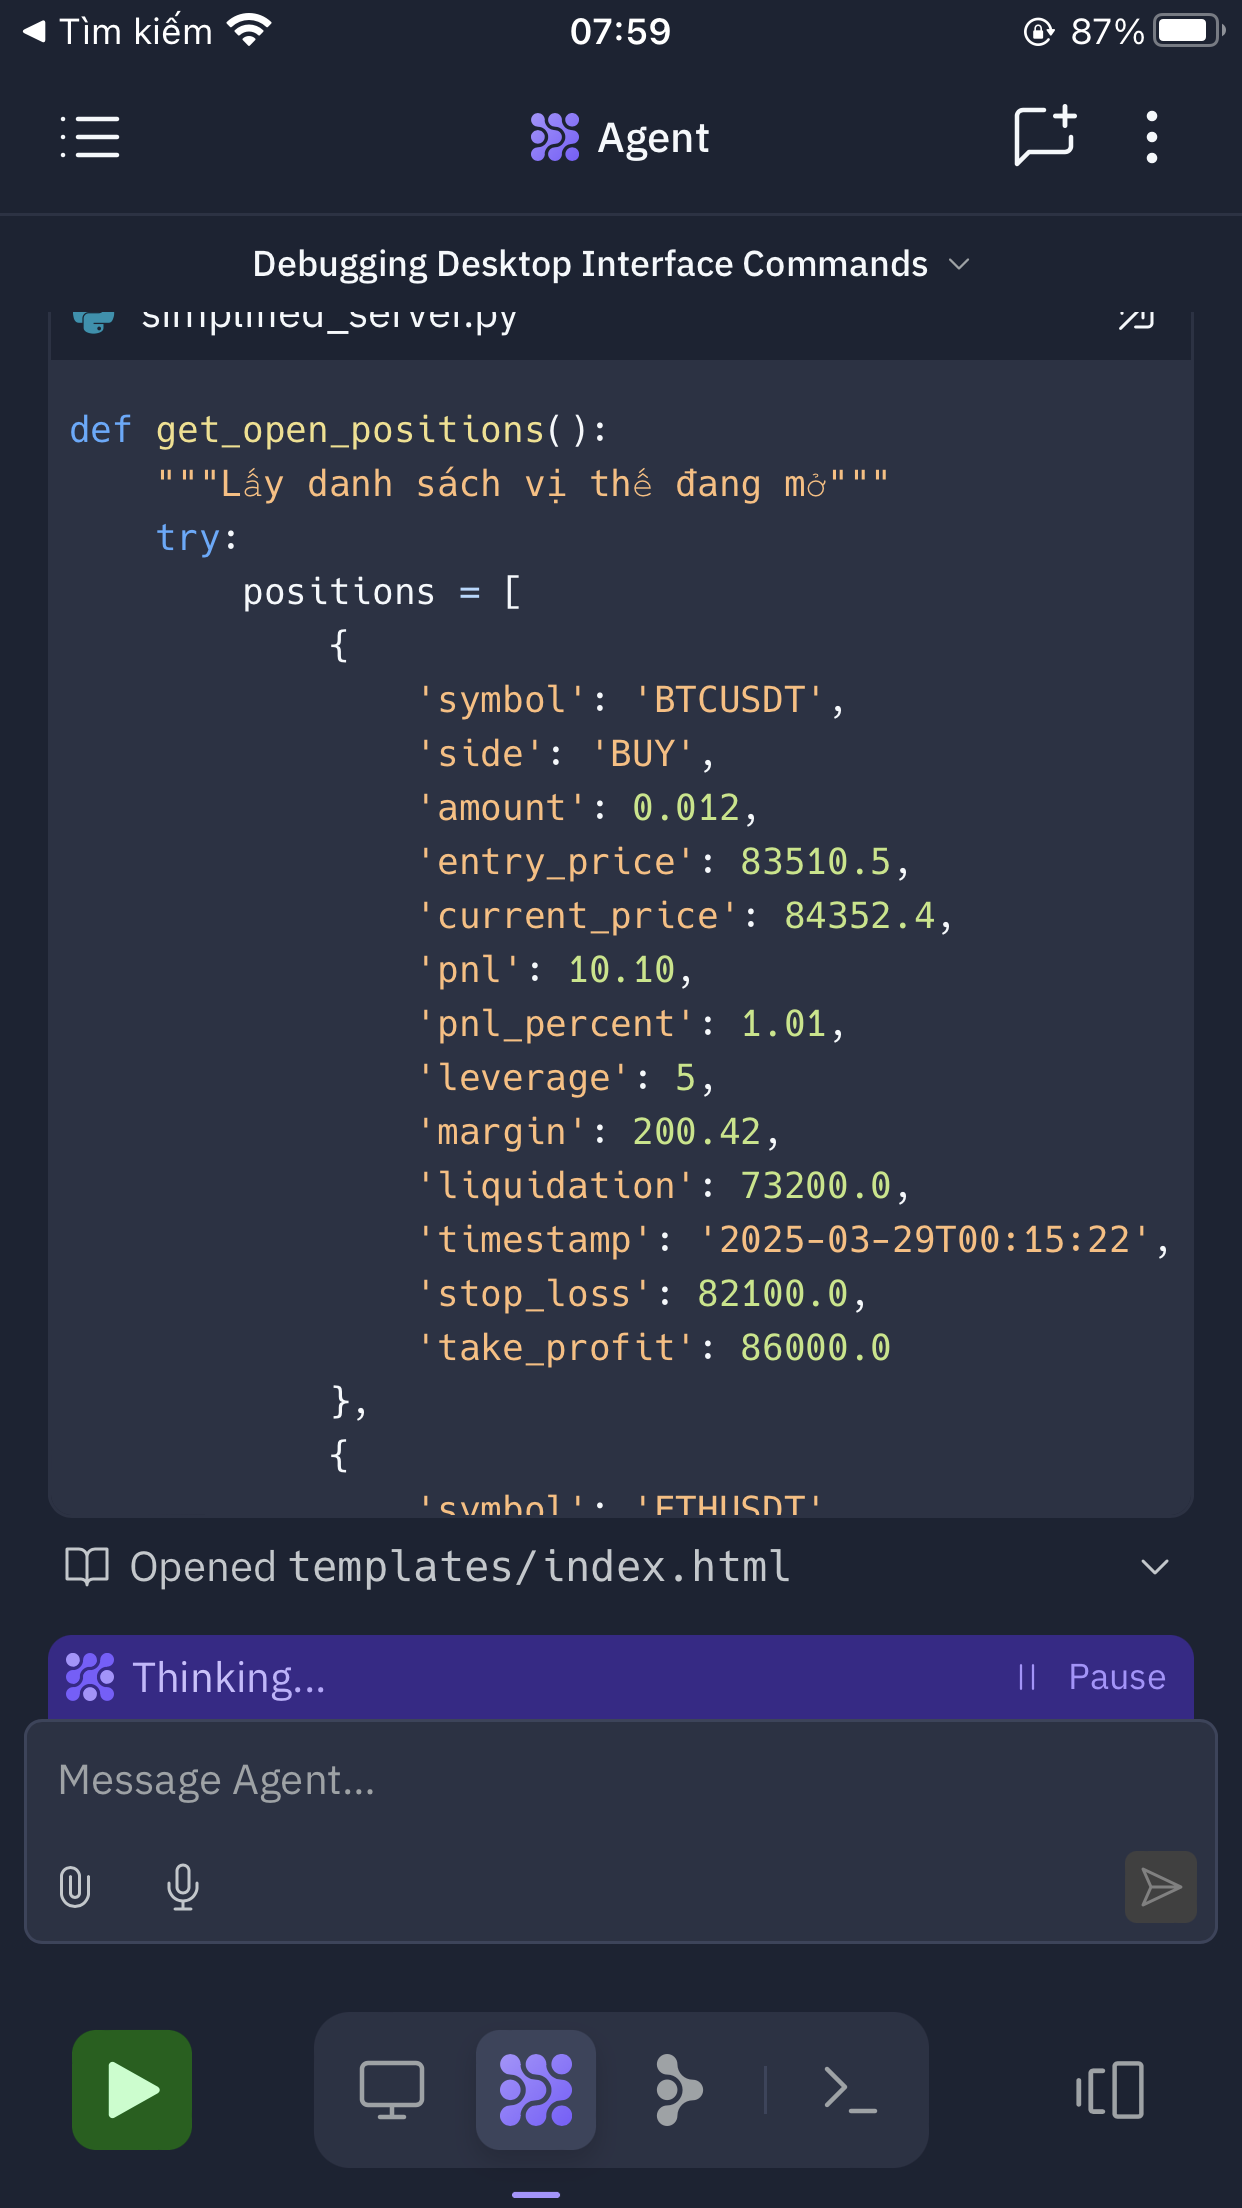 Tìm kiếm
07:59
87%
Agent
Debugging Desktop Interface Commands
simplified_server.py
def get_open_positions():
"""Lấy danh sách vị thế đang mở"""
try:
positions = [
{
'symbol': 'BTCUSDT',
'side': 'BUY',
'amount': 0.012,
'entry_price': 83510.5,
'current_price': 84352.4,
'pnl': 10.10,
'pnl_percent': 1.01,
'leverage': 5,
'margin': 200.42,
'liquidation': 73200.0,
'timestamp': '2025-03-29T00:15:22',
'stop_loss': 82100.0,
'take_profit': 86000.0
},
{
'symbol': 'ETHUSDT'
Opened templates/index.html
Thinking...
Pause
Message Agent...